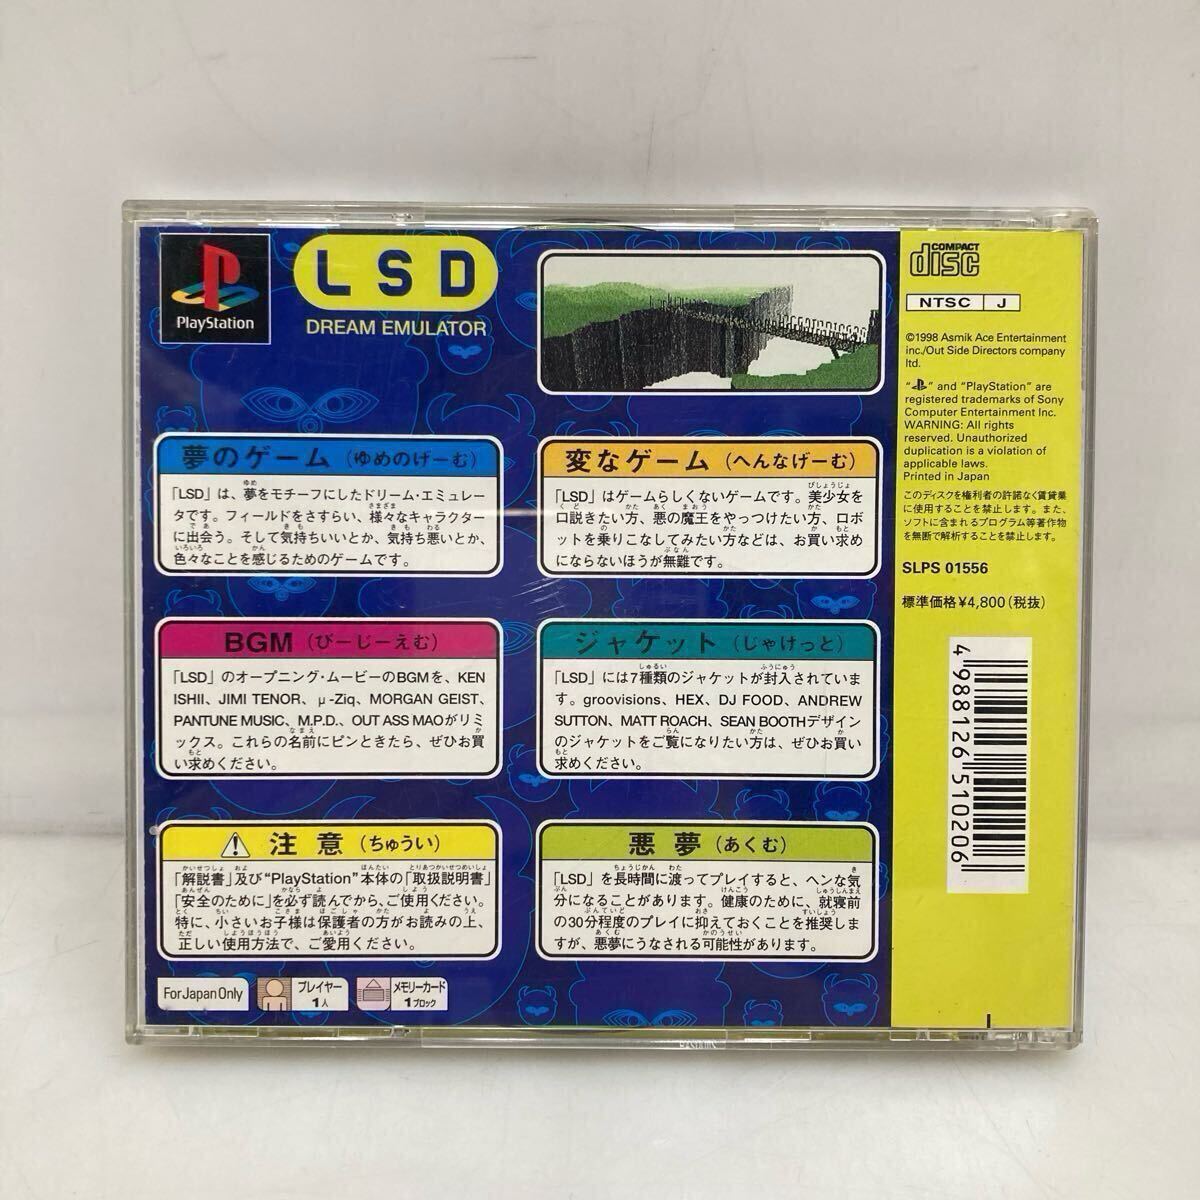 PlayStation
LSD
DREAM EMULATOR
夢のゲーム（ゆめのげーむ）
「LSD」は、夢をモチーフにしたドリーム・エミュレー
タです。フィールドをさすらい、様々なキャラクター
に出会う。そして気持ちいいとか、気持ち悪いとか、
色々なことを感じるためのゲームです。
変なゲーム（へんなげーむ）
「LSD」はゲームらしくないゲームです。美少女を
口説きたい方、悪の魔王をやっつけたい方、ロボ
ットを乗りこなしてみたい方などは、お買い求め
にならないほうが無難です。
BGM（びーじーえむ）
「LSD」のオープニング・ムービーのBGMを、KEN
ISHII、JIMI TENOR、μ-Ziq、MORGAN GEIST、
PANTUNE MUSIC、M.P.D.、OUT ASS MAOがリミ
ックス。これらの名前にピンときたら、ぜひお買
い求めください。
ジャケット（じゃけっと）
「LSD」には7種類のジャケットが封入されていま
す。groovisions、HEX、DJ FOOD、ANDREW
SUTTON、MATT ROACH、SEAN BOOTHデザイン
のジャケットをご覧になりたい方は、ぜひお買い
求めください。
注意（ちゅうい）
「解説書」及び“PlayStation”本体の「取扱説明書」
「安全のために」を必ず読んでから、ご使用ください。
特に、小さいお子様は保護者の方がお読みの上、
正しい使用方法で、ご愛用ください。
悪夢（あくむ）
「LSD」を長時間に渡ってプレイすると、ヘンな気
分になることがあります。健康のために、就寝前
の30分程度のプレイに抑えておくことを推奨しま
すが、悪夢にうなされる可能性があります。
For Japan Only
プレイヤー
1人
メモリーカード
1ブロック
COMPACT
disc
NTSC J
©1998 Asmik Ace Entertainment
inc./Out Side Directors company
ltd.
“ ” and “PlayStation” are
registered trademarks of Sony
Computer Entertainment Inc.
WARNING: All rights
reserved. Unauthorized
duplication is a violation of
applicable laws.
Printed in Japan
このディスクを権利者の許諾なく賃貸業
に使用することを禁止します。また、
ソフトに含まれるプログラム等著作物
を無断で解析することを禁止します。
SLPS 01556
標準価格¥4,800（税抜）
4 988126 510206